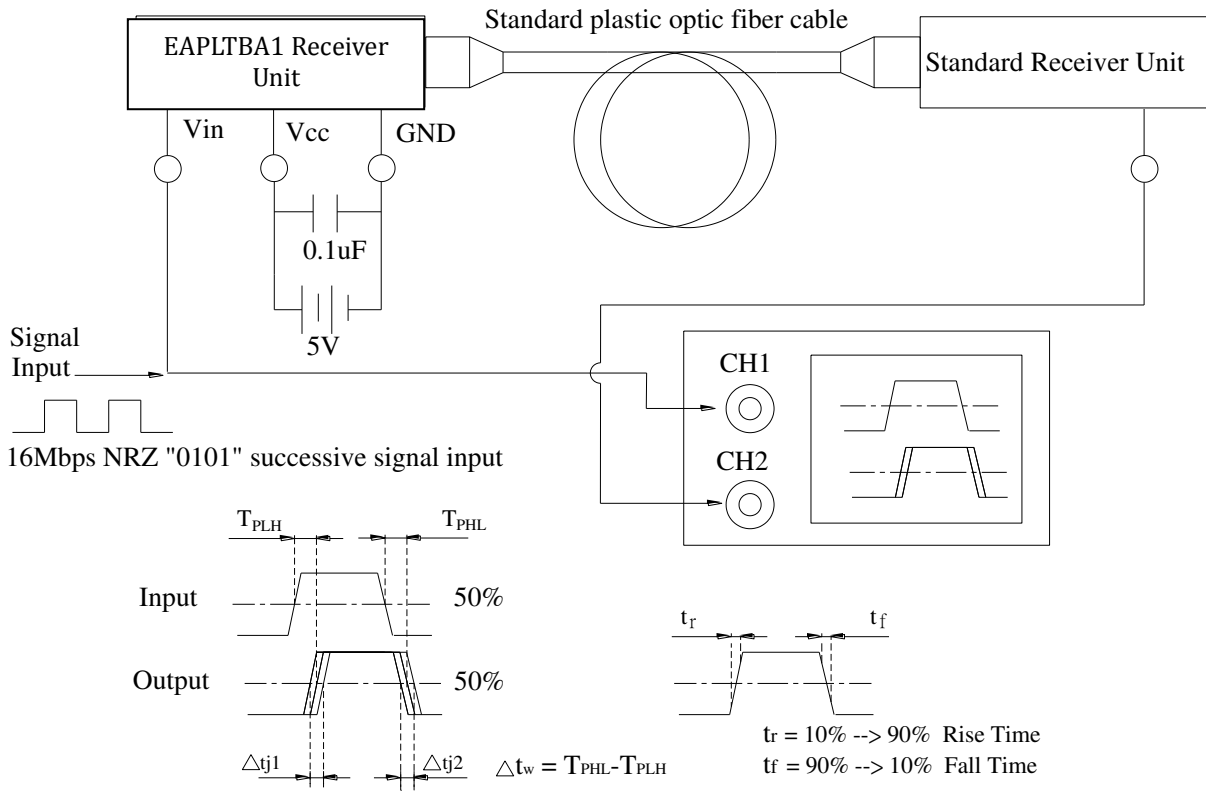 Standard plastic optic fiber cable
EAPLTBA1 Receiver
Unit
Standard Receiver Unit
Vin
Vcc
GND
0.1uF
5V
Signal
Input
16Mbps NRZ "0101" successive signal input
CH1
CH2
TPLH
TPHL
Input
50%
Output
50%
△tj1
△tj2
△tw = TPHL-TPLH
tr
tf
tr = 10% --> 90% Rise Time
tf = 90% --> 10% Fall Time